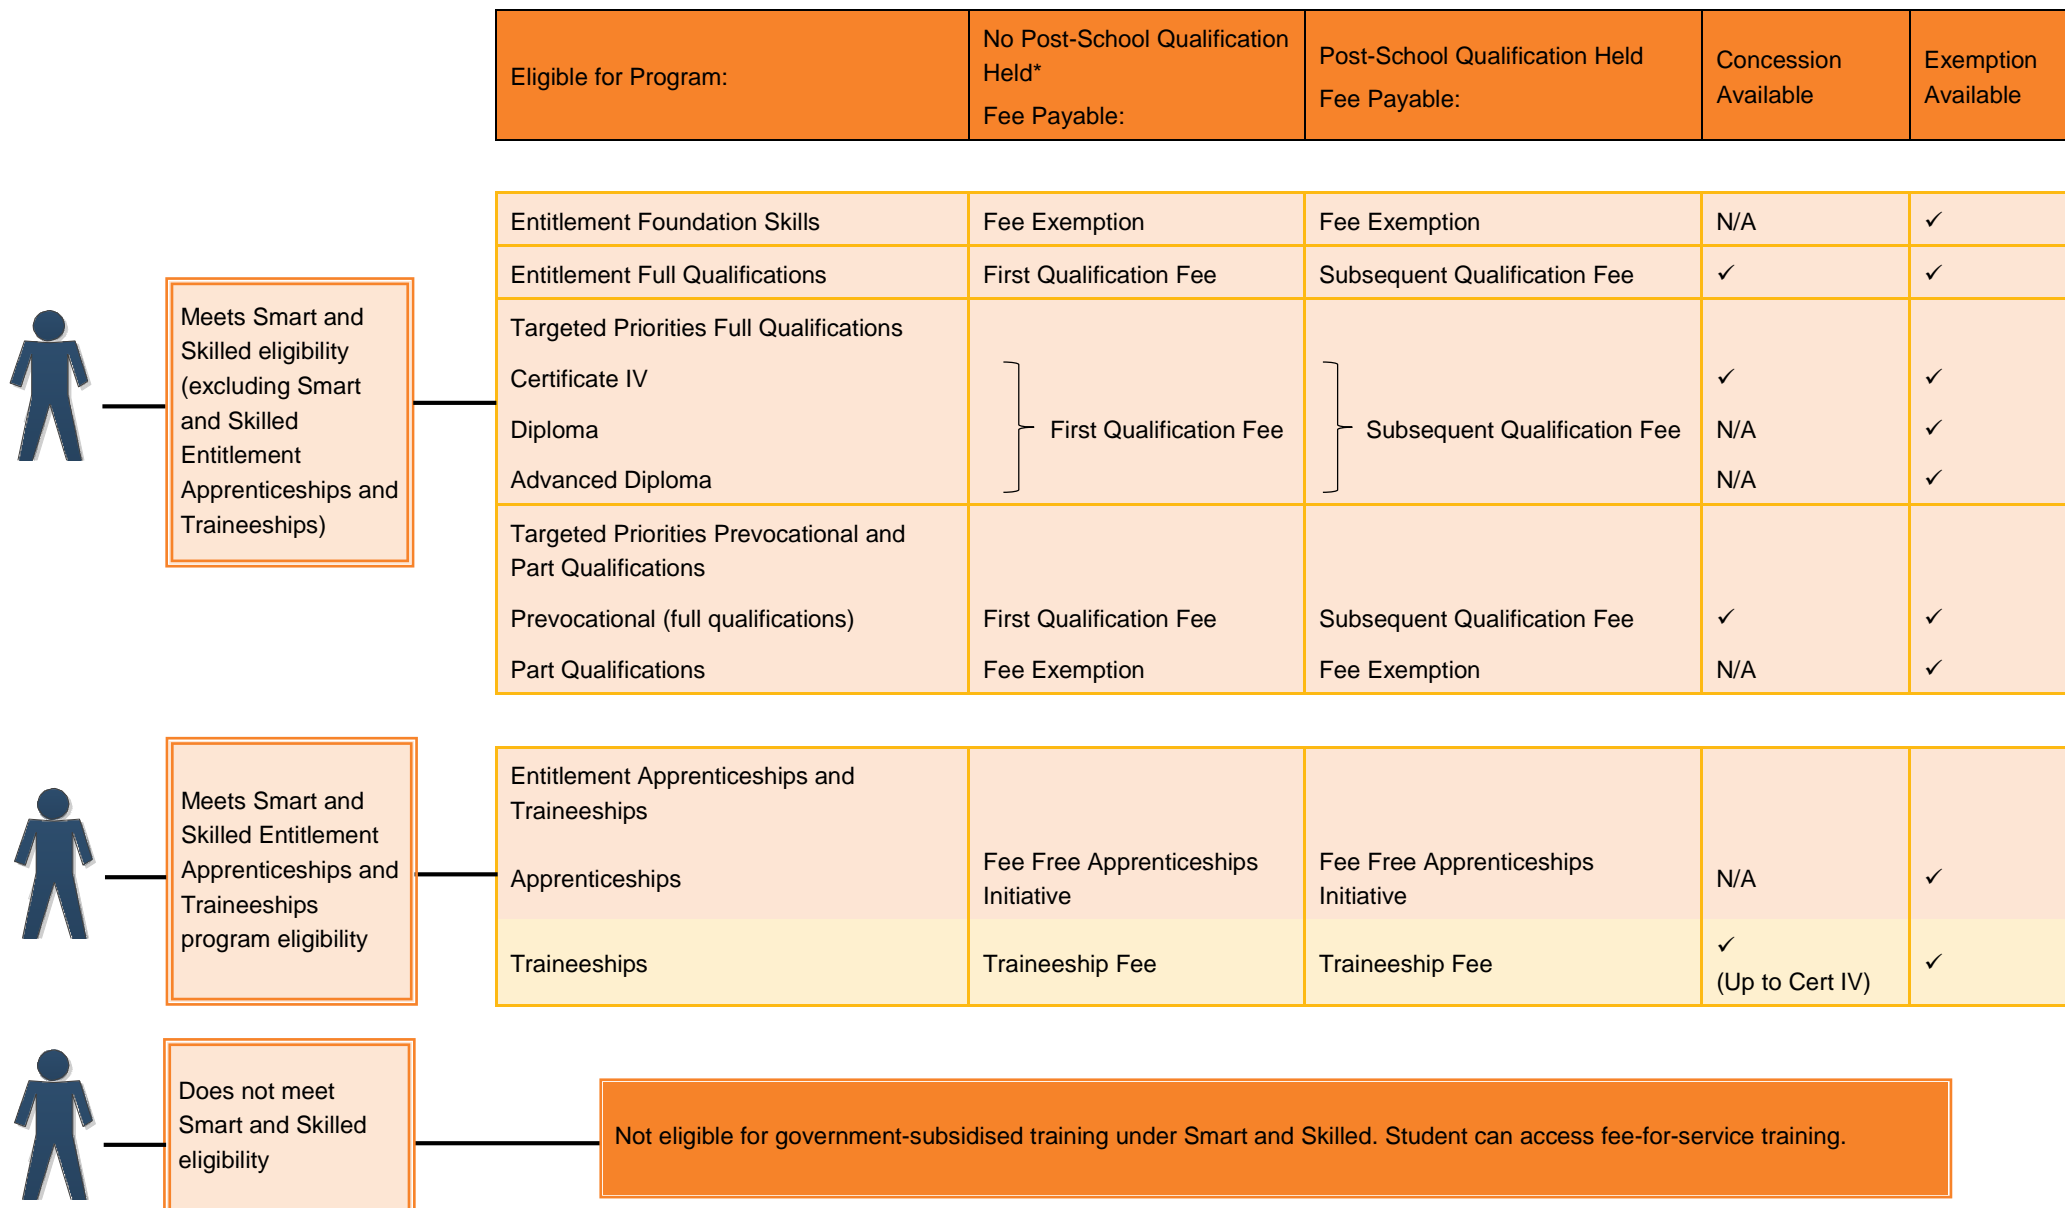 Eligible for Program:
No Post-School Qualification
Held*
Fee Payable:
Post-School Qualification Held
Fee Payable:
Concession
Available
Exemption
Available
Meets Smart and
Skilled eligibility
(excluding Smart
and Skilled
Entitlement
Apprenticeships and
Traineeships)
Entitlement Foundation Skills
Fee Exemption
Fee Exemption
N/A
✓
Entitlement Full Qualifications
First Qualification Fee
Subsequent Qualification Fee
✓
✓
Targeted Priorities Full Qualifications
Certificate IV
✓
✓
Diploma
First Qualification Fee
Subsequent Qualification Fee
N/A
✓
Advanced Diploma
N/A
✓
Targeted Priorities Prevocational and
Part Qualifications
Prevocational (full qualifications)
First Qualification Fee
Subsequent Qualification Fee
✓
✓
Part Qualifications
Fee Exemption
Fee Exemption
N/A
✓
Meets Smart and
Skilled Entitlement
Apprenticeships and
Traineeships
program eligibility
Entitlement Apprenticeships and
Traineeships
Apprenticeships
Fee Free Apprenticeships
Initiative
Fee Free Apprenticeships
Initiative
N/A
✓
Traineeships
Traineeship Fee
Traineeship Fee
✓
(Up to Cert IV)
✓
Does not meet
Smart and Skilled
eligibility
Not eligible for government-subsidised training under Smart and Skilled. Student can access fee-for-service training.